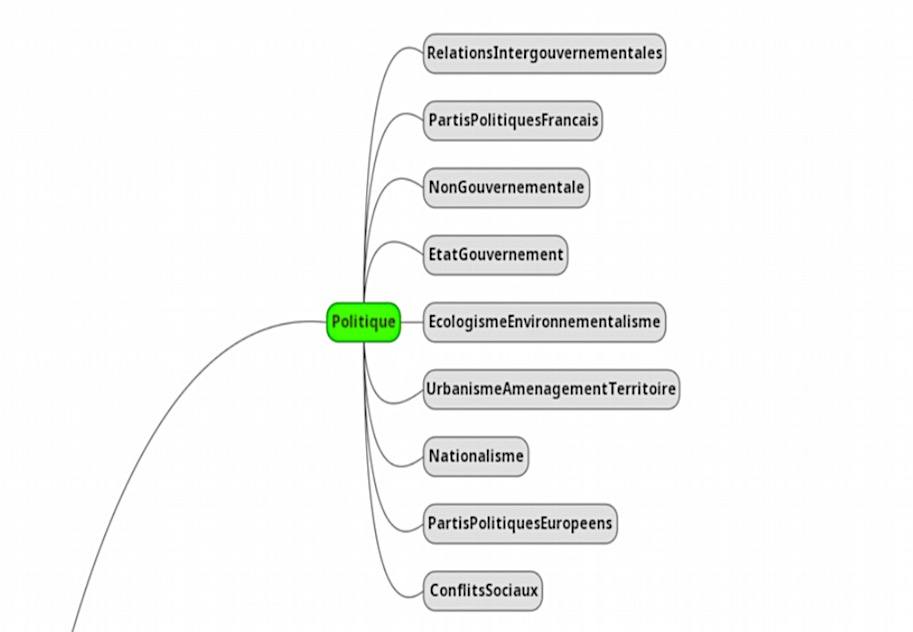 RelationsIntergouvernementales
PartisPolitiquesFrancais
NonGouvernementale
EtatGouvernement
Politique
EcologismeEnvironnementalisme
UrbanismeAmenagementTerritoire
Nationalisme
PartisPolitiquesEuropeens
ConflitsSociaux